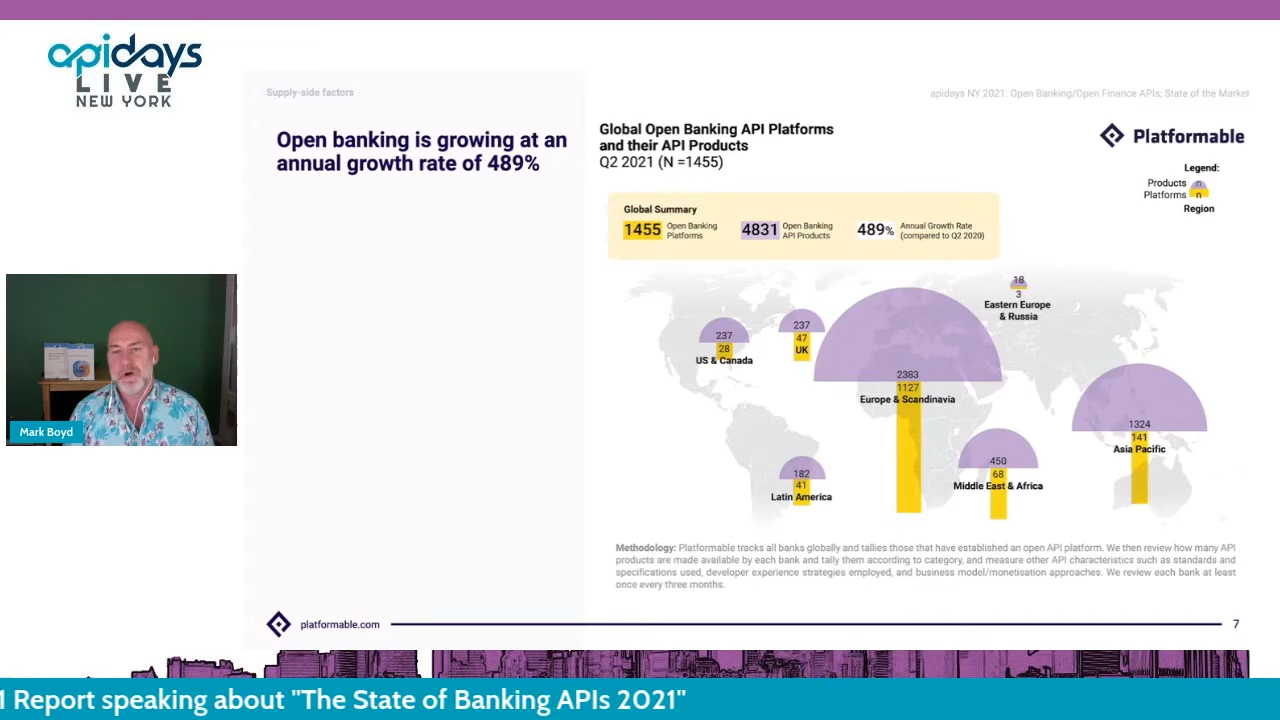 apidays
LIVE
NEW YORK
Supply-side factors
apidays NY 2021: Open Banking/Open Finance APIs; State of the Market
Open banking is growing at an
annual growth rate of 489%
Global Open Banking API Platforms
and their API Products
Q2 2021 (N =1455)
Platformable
Legend:
Products n
Platforms n
Region
Global Summary
1455 Open Banking
Platforms
4831 Open Banking
API Products
489% Annual Growth Rate
(compared to Q2 2020)
18
3
Eastern Europe
& Russia
237
28
US & Canada
237
47
UK
2383
1127
Europe & Scandinavia
1324
141
Asia Pacific
182
41
Latin America
450
68
Middle East & Africa
Mark Boyd
Methodology: Platformable tracks all banks globally and tallies those that have established an open API platform. We then review how many API
products are made available by each bank and tally them according to category, and measure other API characteristics such as standards and
specifications used, developer experience strategies employed, and business model/monetisation approaches. We review each bank at least
once every three months.
platformable.com
7
1 Report speaking about "The State of Banking APIs 2021"